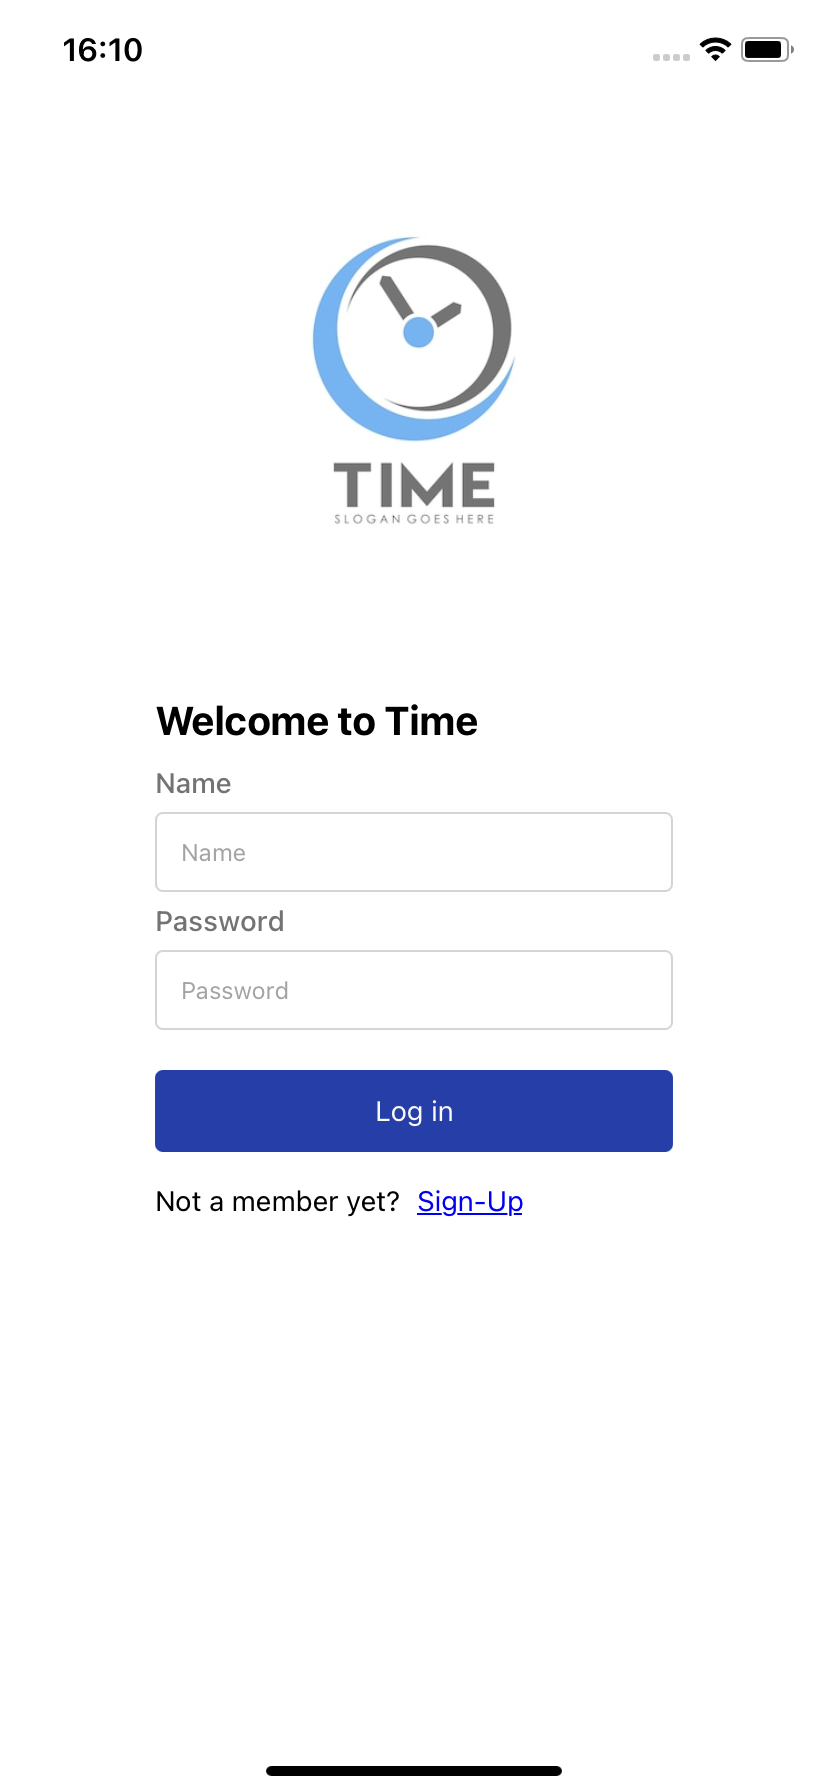 16:10
TIME
SLOGAN GOES HERE
Welcome to Time
Name
Name
Password
Password
Log in
Not a member yet? Sign-Up